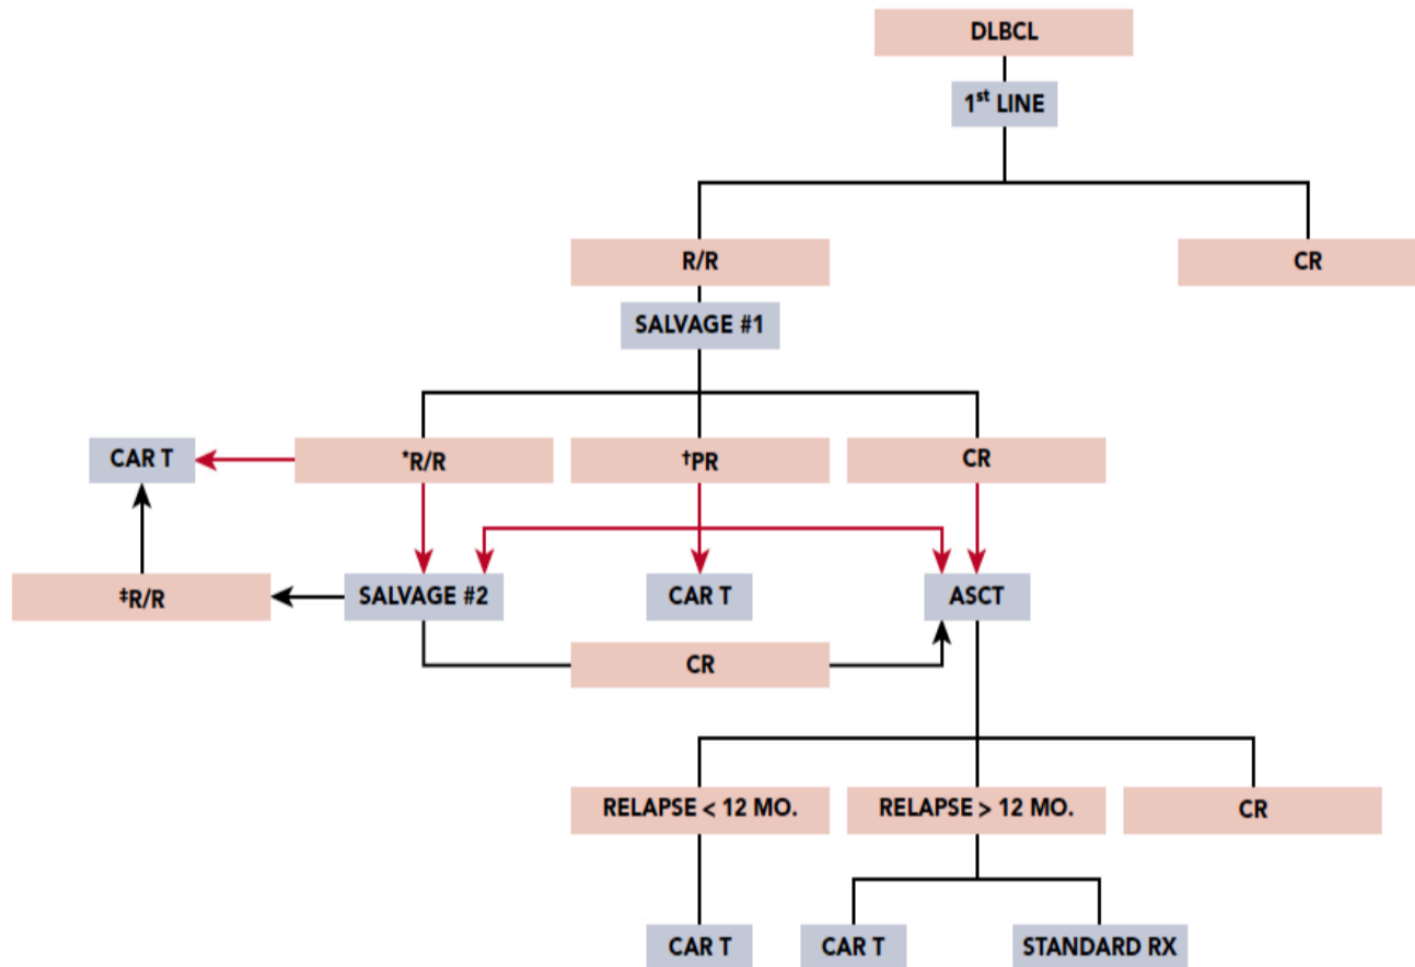 DLBCL
1st LINE
R/R
CR
SALVAGE #1
CAR T
*R/R
†PR
CR
‡R/R
SALVAGE #2
CAR T
ASCT
CR
RELAPSE < 12 MO.
RELAPSE > 12 MO.
CR
CAR T
CAR T
STANDARD RX